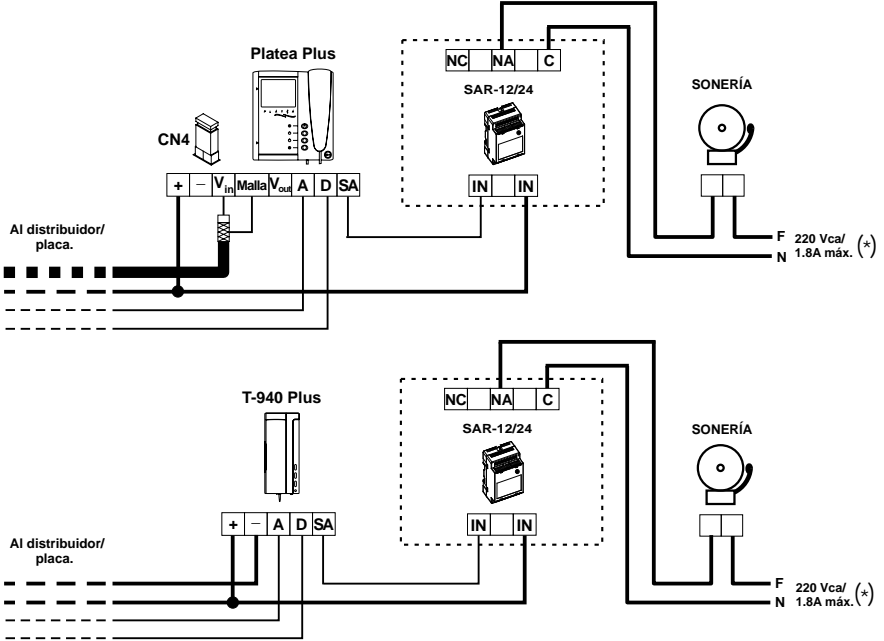 Platea Plus
CN4
+ – Vin Malla Vout A D SA
Al distribuidor/
placa.
NC NA C
SAR-12/24
IN IN
SONERÍA
F
N
220 Vca/
1.8A máx.
(*)
T-940 Plus
+ – A D SA
Al distribuidor/
placa.
NC NA C
SAR-12/24
IN IN
SONERÍA
F
N
220 Vca/
1.8A máx.
(*)